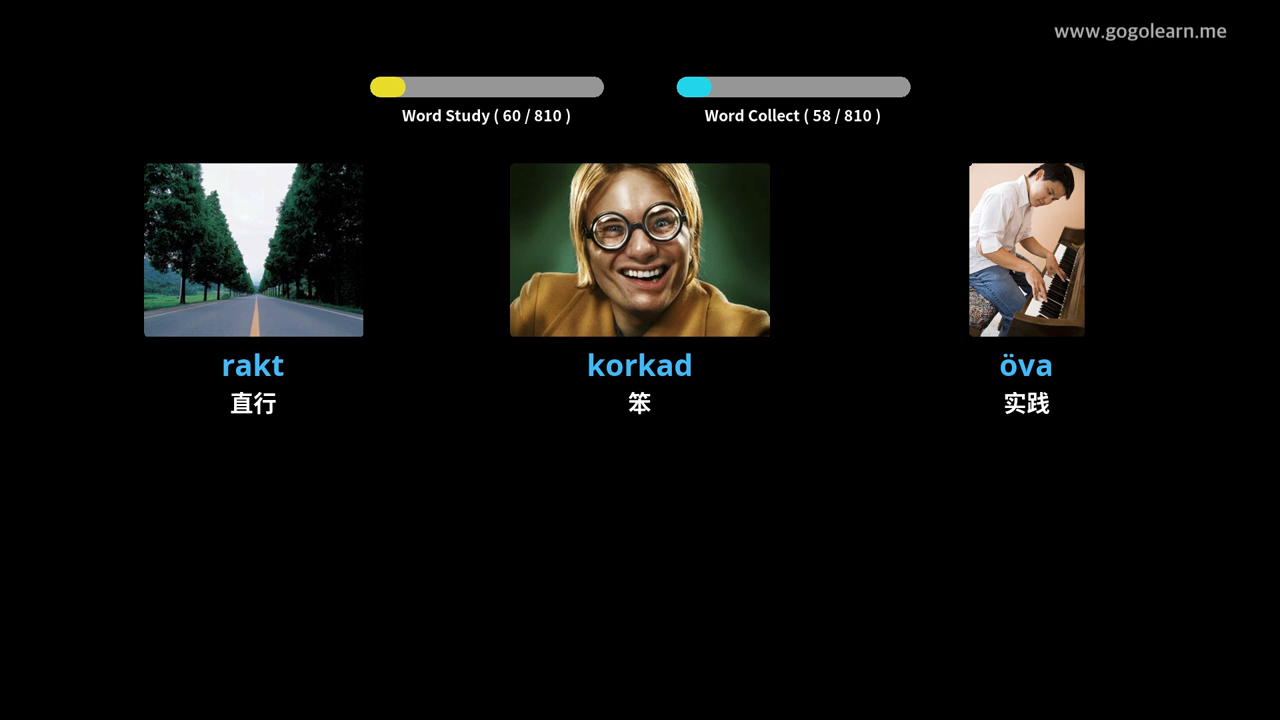 www.gogolearn.me
Word Study ( 60 / 810 )
Word Collect ( 58 / 810 )
rakt
直行
korkad
笨
öva
实践